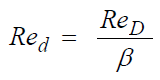 Re_d = Re_D / β